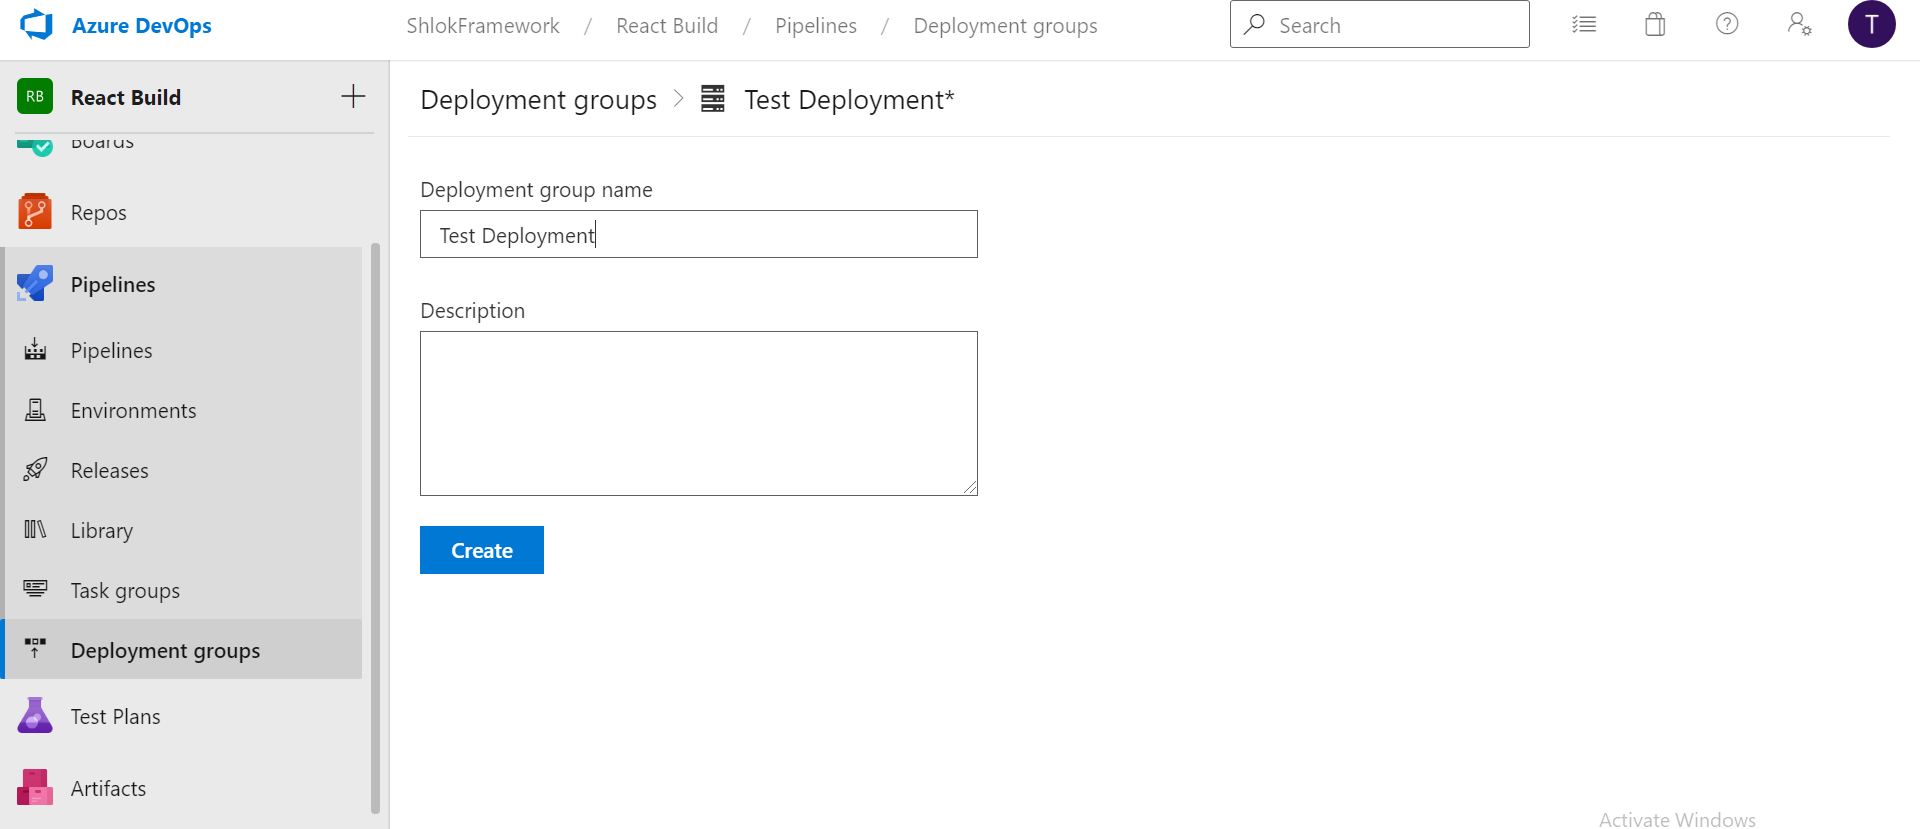 Azure DevOps
ShlokFramework / React Build / Pipelines / Deployment groups
Search
T
RB React Build
Boards
Repos
Pipelines
Pipelines
Environments
Releases
Library
Task groups
Deployment groups
Test Plans
Artifacts
Deployment groups > Test Deployment*
Deployment group name
Test Deployment
Description
Create
Activate Windows